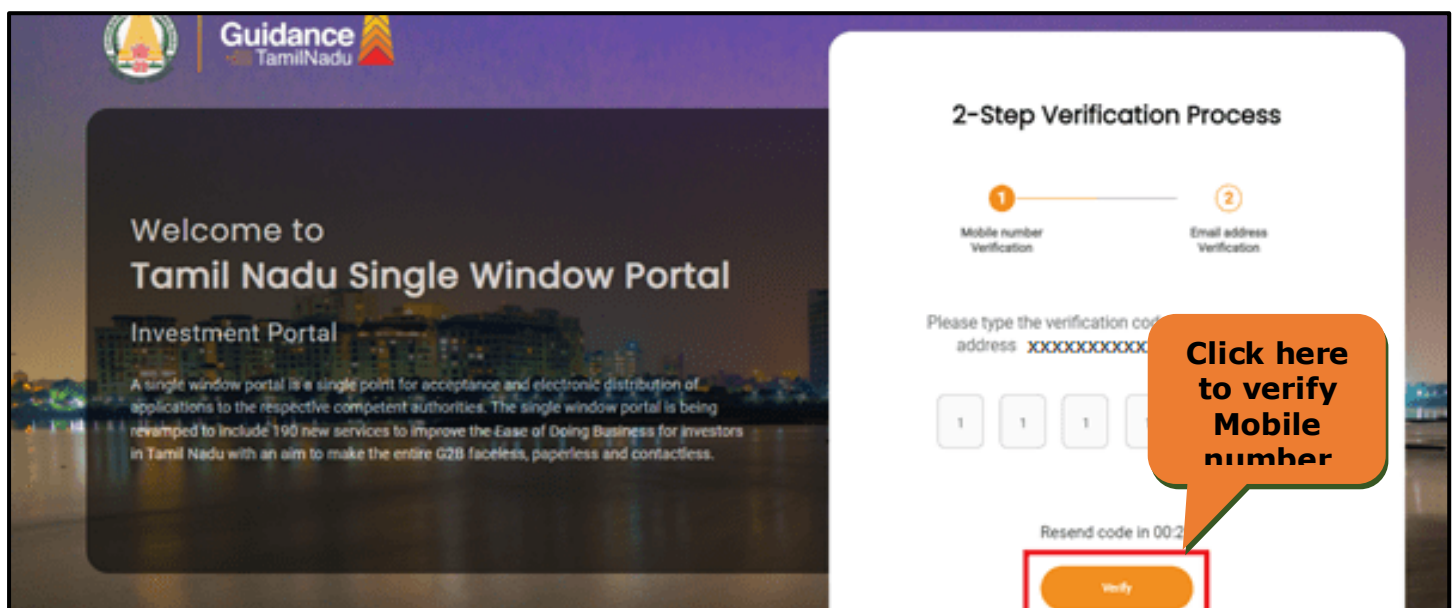 Guidance
TamilNadu
Welcome to
Tamil Nadu Single Window Portal
Investment Portal
A single window portal is a single point for acceptance and electronic distribution of
applications to the respective competent authorities. The single window portal is being
revamped to include 190 new services to improve the Ease of Doing Business for investors
in Tamil Nadu with an aim to make the entire G2B faceless, paperless and contactless.
2-Step Verification Process
1
2
Mobile number
Verification
Email address
Verification
Please type the verification
address xxxxxxxxxx
1 1 1
Click here
to verify
Mobile
number
Resend code in 00:2
Verify